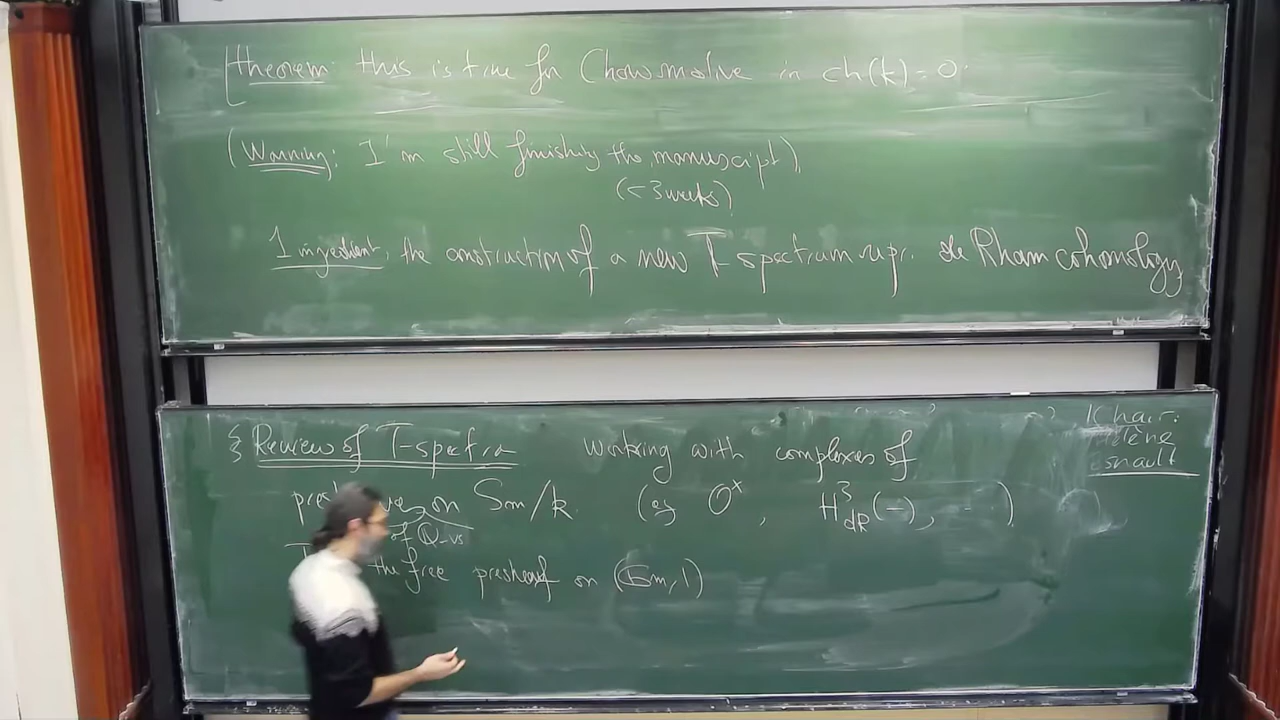 Theorem: this is true for Chow motive in ch(k)=0.
(Warning: I'm still finishing the manuscript).
(<3 weeks)
1 ingredient: the construction of a new T spectrum repr. de Rham cohomology
§ Review of T-spectra working with complexes of
on Sm/k. (eg O^x, H^3_dR(-), ...)
of Q-vs
the free presheaf on (Gm,1)
Khair: